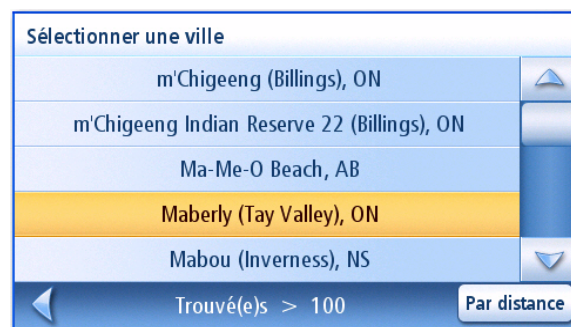 Sélectionner une ville
m'Chigeeng (Billings), ON
m'Chigeeng Indian Reserve 22 (Billings), ON
Ma-Me-O Beach, AB
Maberly (Tay Valley), ON
Mabou (Inverness), NS
Trouvé(e)s > 100 Par distance